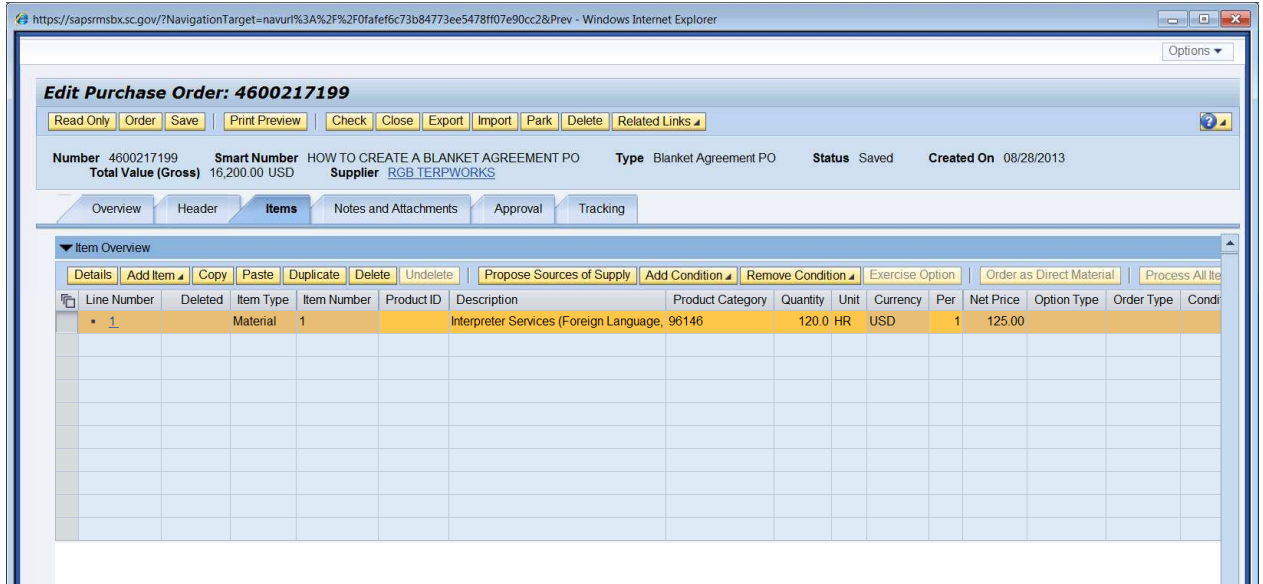 https://sapsrmsbx.sc.gov/?NavigationTarget=navurl%3A%2F%2F0fafef6c73b84773ee5478ff07e90cc2&Prev - Windows Internet Explorer
Options
Edit Purchase Order: 4600217199
Read Only Order Save Print Preview Check Close Export Import Park Delete Related Links
Number 4600217199 Smart Number HOW TO CREATE A BLANKET AGREEMENT PO Type Blanket Agreement PO Status Saved Created On 08/28/2013
Total Value (Gross) 16,200.00 USD Supplier RGB TERPWORKS
Overview Header Items Notes and Attachments Approval Tracking
Item Overview
Details Add Item Copy Paste Duplicate Delete Undelete Propose Sources of Supply Add Condition Remove Condition Exercise Option Order as Direct Material Process All Ite
Line Number Deleted Item Type Item Number Product ID Description Product Category Quantity Unit Currency Per Net Price Option Type Order Type Condi
1 Material 1 Interpreter Services (Foreign Language, 96146 120.0 HR USD 1 125.00